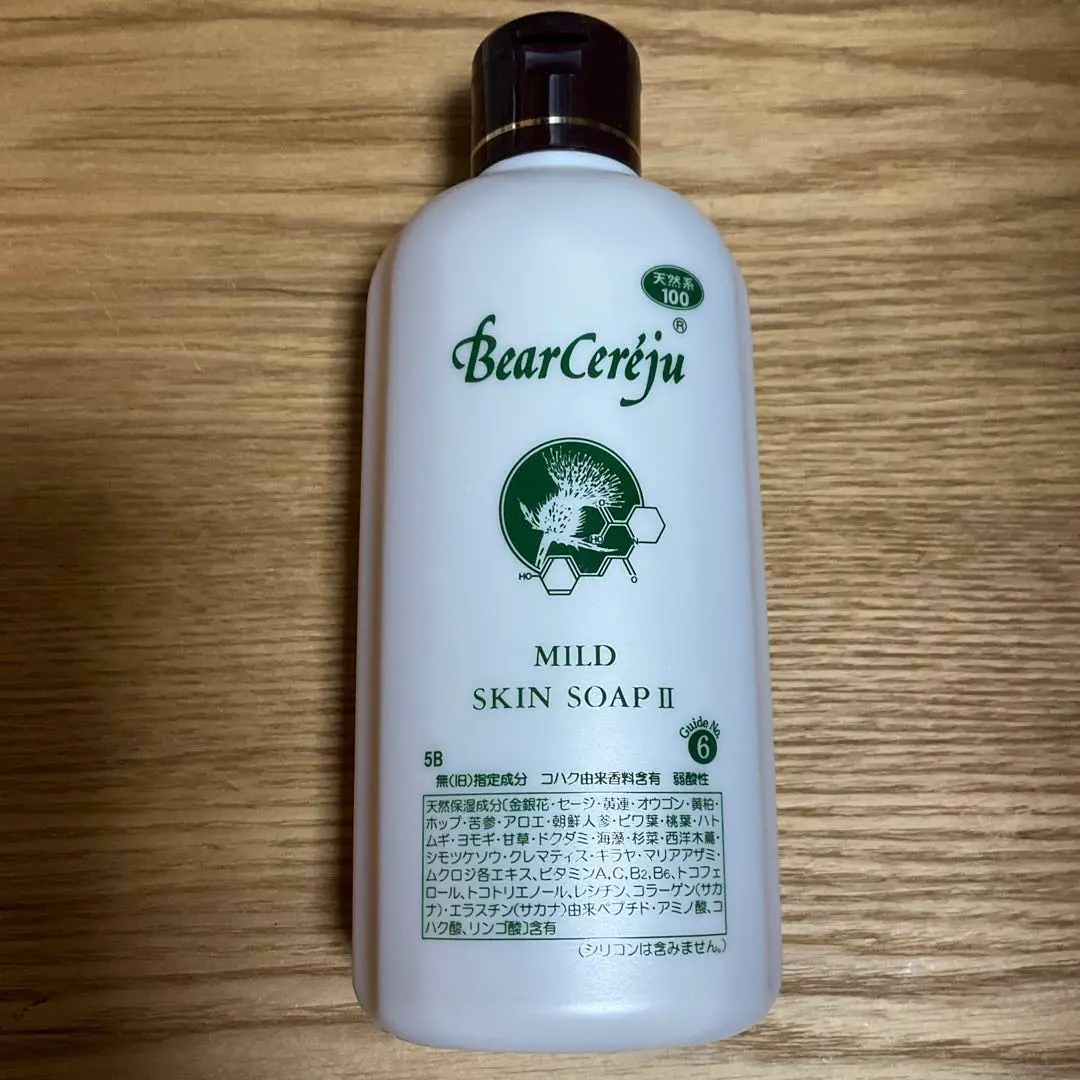 天然系
100
BearCeréju®
O
HO
N
HO
O
MILD
SKIN SOAP II
Guide No.
6
5B
無(旧)指定成分 コハク由来香料含有 弱酸性
天然保湿成分〔金銀花・セージ・黄連・オウゴン・黄柏・
ホップ・苦参・アロエ・朝鮮人参・ビワ葉・桃葉・ハト
ムギ・ヨモギ・甘草・ドクダミ・海藻・杉菜・西洋木蔦・
シモツケソウ・クレマティス・キラヤ・マリアアザミ・
ムクロジ各エキス、ビタミンA,C,B2,B6、トコフェ
ロール、トコトリエノール、レシチン、コラーゲン(サカ
ナ)・エラスチン(サカナ)由来ペプチド・アミノ酸、コ
ハク酸、リンゴ酸〕含有
(シリコンは含みません。)